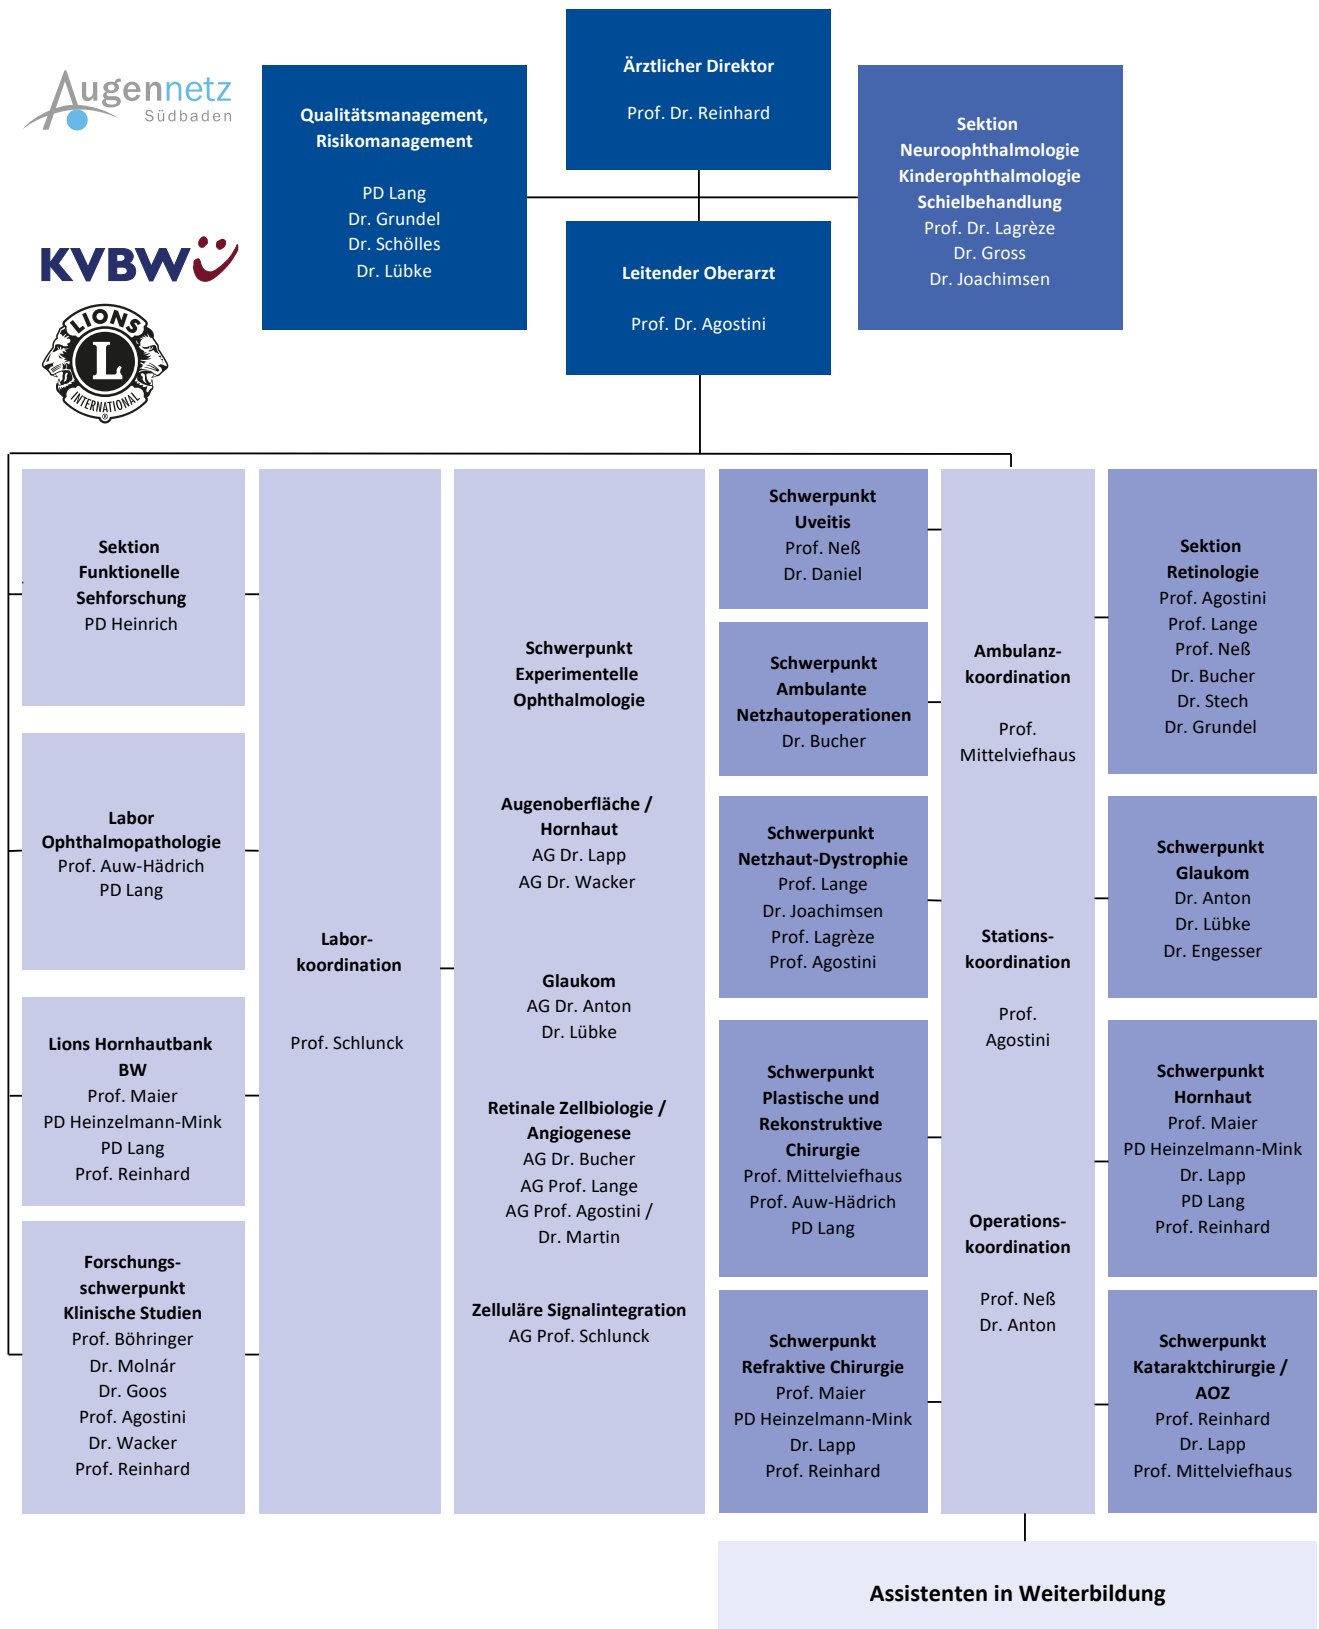 Augennetz
Südbaden
KVBW
LIONS
L
INTERNATIONAL
®
Qualitätsmanagement,
Risikomanagement
PD Lang
Dr. Grundel
Dr. Schölles
Dr. Lübke
Ärztlicher Direktor
Prof. Dr. Reinhard
Leitender Oberarzt
Prof. Dr. Agostini
Sektion
Neuroophthalmologie
Kinderophthalmologie
Schielbehandlung
Prof. Dr. Lagrèze
Dr. Gross
Dr. Joachimsen
Sektion
Funktionelle
Sehforschung
PD Heinrich
Labor
Ophthalmopathologie
Prof. Auw-Hädrich
PD Lang
Lions Hornhautbank
BW
Prof. Maier
PD Heinzelmann-Mink
PD Lang
Prof. Reinhard
Forschungs-
schwerpunkt
Klinische Studien
Prof. Böhringer
Dr. Molnár
Dr. Goos
Prof. Agostini
Dr. Wacker
Prof. Reinhard
Labor-
koordination
Prof. Schlunck
Schwerpunkt
Experimentelle
Ophthalmologie
Augenoberfläche /
Hornhaut
AG Dr. Lapp
AG Dr. Wacker
Glaukom
AG Dr. Anton
Dr. Lübke
Retinale Zellbiologie /
Angiogenese
AG Dr. Bucher
AG Prof. Lange
AG Prof. Agostini /
Dr. Martin
Zelluläre Signalintegration
AG Prof. Schlunck
Schwerpunkt
Uveitis
Prof. Neß
Dr. Daniel
Schwerpunkt
Ambulante
Netzhautoperationen
Dr. Bucher
Schwerpunkt
Netzhaut-Dystrophie
Prof. Lange
Dr. Joachimsen
Prof. Lagrèze
Prof. Agostini
Schwerpunkt
Plastische und
Rekonstruktive
Chirurgie
Prof. Mittelviefhaus
Prof. Auw-Hädrich
PD Lang
Schwerpunkt
Refraktive Chirurgie
Prof. Maier
PD Heinzelmann-Mink
Dr. Lapp
Prof. Reinhard
Ambulanz-
koordination
Prof.
Mittelviefhaus
Stations-
koordination
Prof.
Agostini
Operations-
koordination
Prof. Neß
Dr. Anton
Sektion
Retinologie
Prof. Agostini
Prof. Lange
Prof. Neß
Dr. Bucher
Dr. Stech
Dr. Grundel
Schwerpunkt
Glaukom
Dr. Anton
Dr. Lübke
Dr. Engesser
Schwerpunkt
Hornhaut
Prof. Maier
PD Heinzelmann-Mink
Dr. Lapp
PD Lang
Prof. Reinhard
Schwerpunkt
Kataraktchirurgie /
AOZ
Prof. Reinhard
Dr. Lapp
Prof. Mittelviefhaus
Assistenten in Weiterbildung